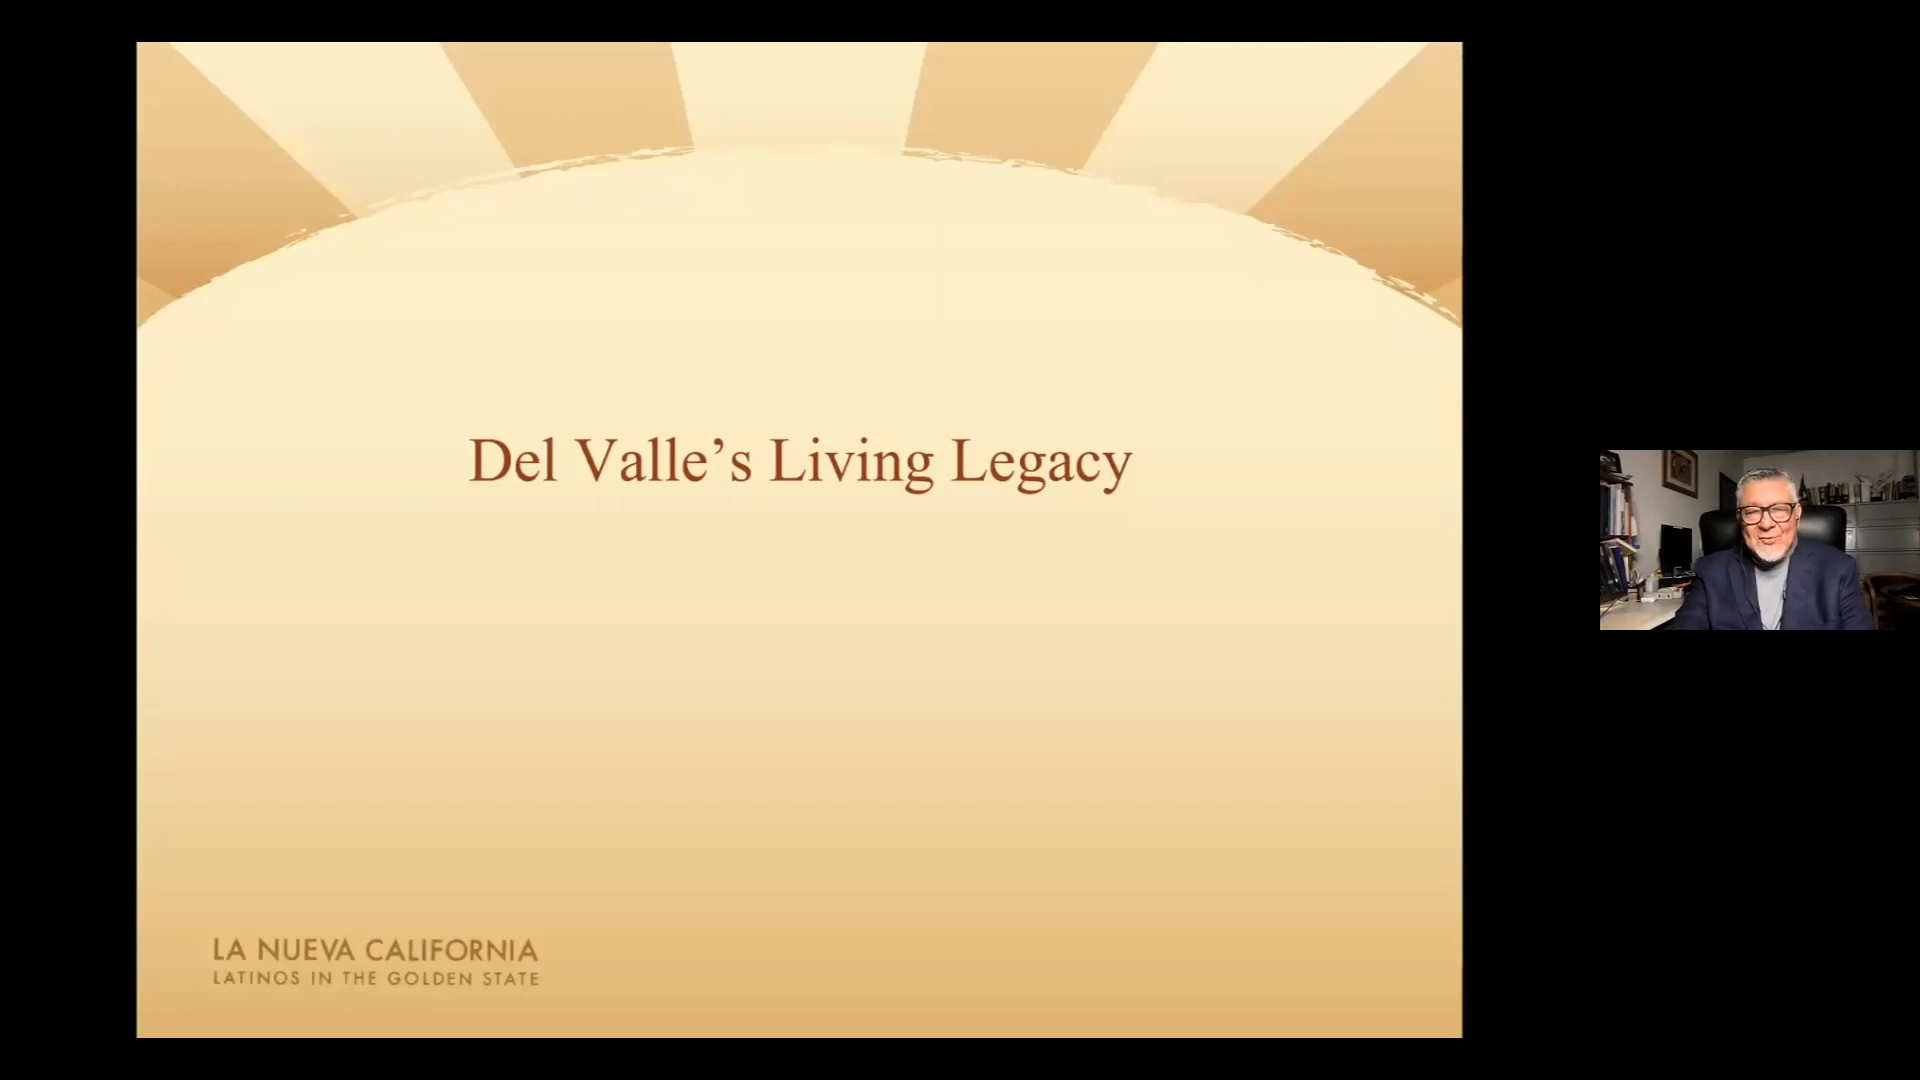 Del Valle’s Living Legacy
LA NUEVA CALIFORNIA
LATINOS IN THE GOLDEN STATE